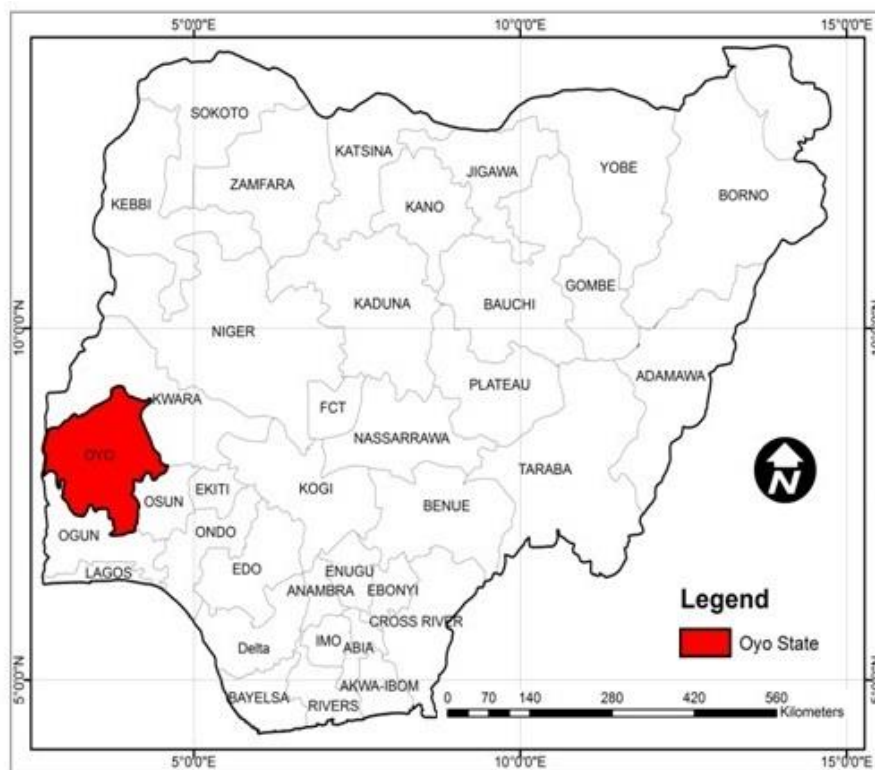 5°0'0"E 10°0'0"E 15°0'0"E
SOKOTO
KATSINA
YOBE
JIGAWA
ZAMFARA
BORNO
KEBBI
KANO
GOMBE
KADUNA
BAUCHI
10°0'0"N
NIGER
ADAMAWA
PLATEAU
KWARA
FCT
NASSARRAWA
OYO
TARABA
EKITI
KOGI
OSUN
BENUE
N
ONDO
OGUN
EDO
ENUGU
LAGOS
ANAMBRA EBONYI
Legend
CROSS RIVER
IMO
Delta
ABIA
Oyo State
5°0'0"N
AKWA-IBOM
BAYELSA
RIVERS
0 70 140 280 420 560
Kilometers
5°0'0"E 10°0'0"E 15°0'0"E